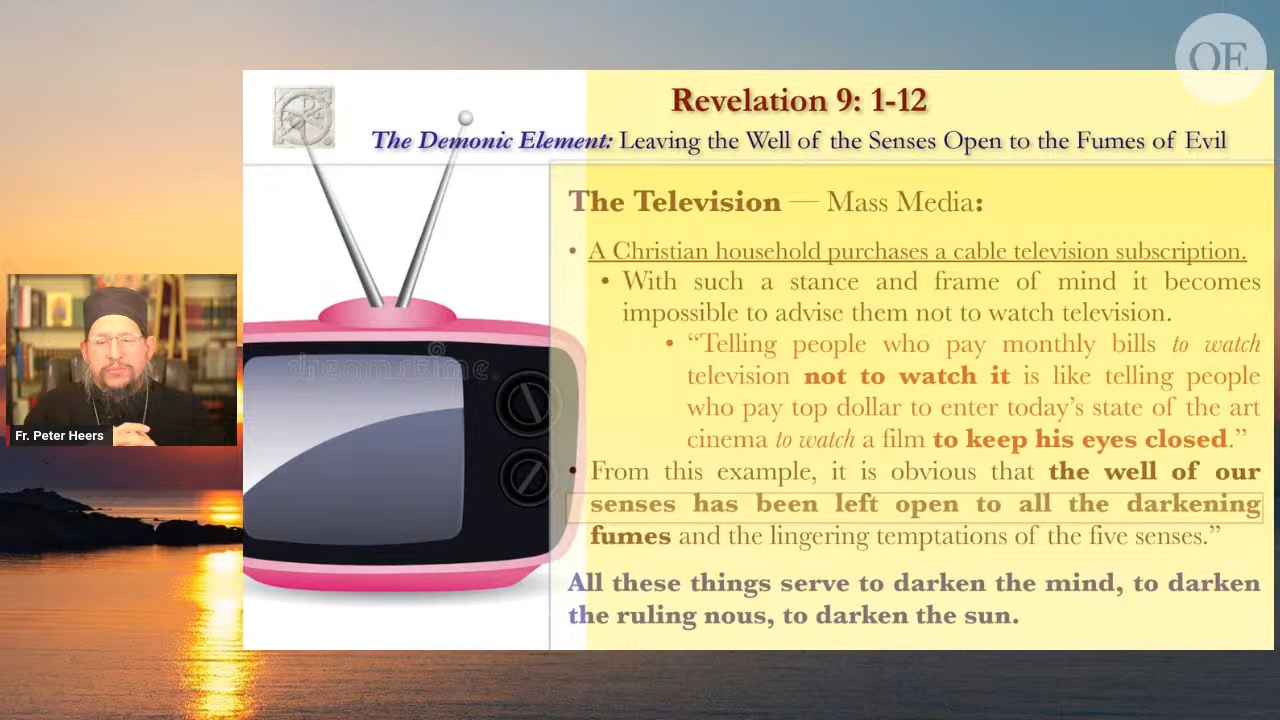 OE
Revelation 9: 1-12
The Demonic Element: Leaving the Well of the Senses Open to the Fumes of Evil
The Television — Mass Media:
• A Christian household purchases a cable television subscription.
• With such a stance and frame of mind it becomes
impossible to advise them not to watch television.
• “Telling people who pay monthly bills to watch
television not to watch it is like telling people
who pay top dollar to enter today’s state of the art
cinema to watch a film to keep his eyes closed.”
• From this example, it is obvious that the well of our
senses has been left open to all the darkening
fumes and the lingering temptations of the five senses.”
All these things serve to darken the mind, to darken
the ruling nous, to darken the sun.
dreamstime
Fr. Peter Heers